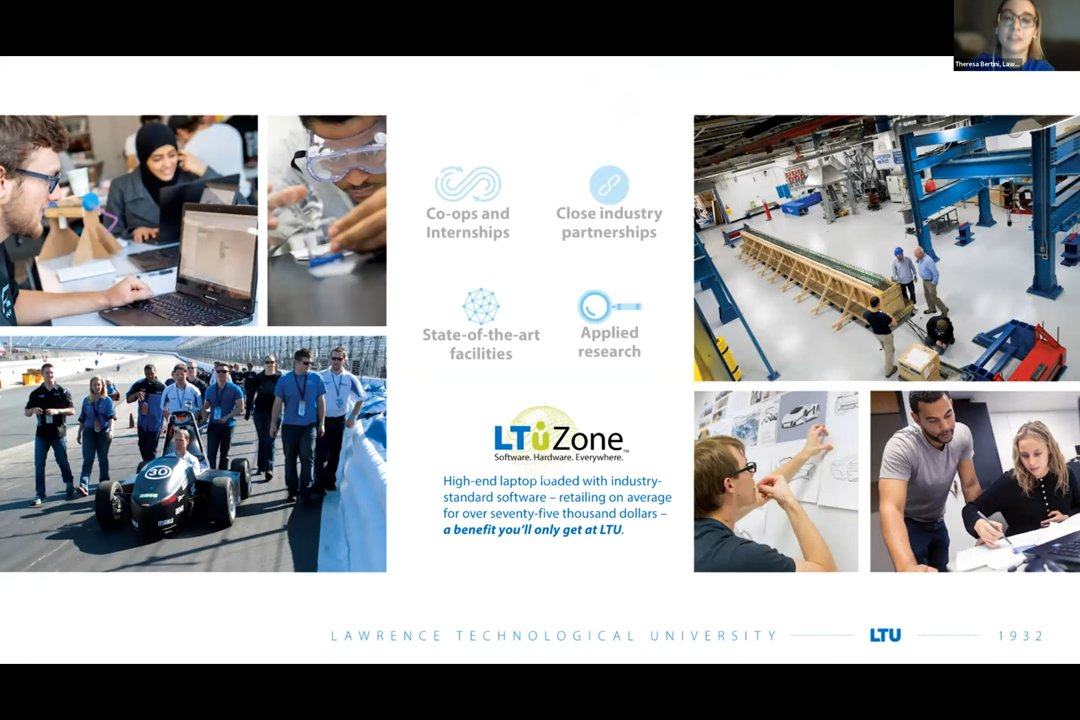 Theresa Bertini, Law...
Co-ops and
Internships
Close industry
partnerships
State-of-the-art
facilities
Applied
research
LTUZone™
Software. Hardware. Everywhere.
High-end laptop loaded with industry-
standard software – retailing on average
for over seventy-five thousand dollars –
a benefit you'll only get at LTU.
30
LAWRENCE TECHNOLOGICAL UNIVERSITY
LTU
1932